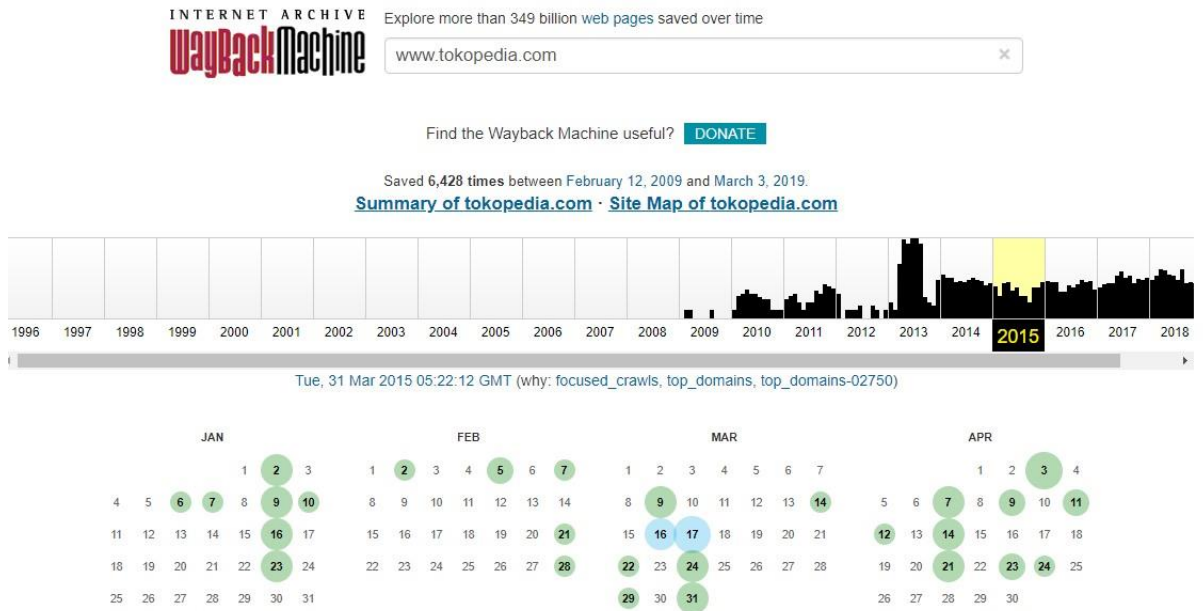 INTERNET ARCHIVE
WayBackMachine
Explore more than 349 billion web pages saved over time
www.tokopedia.com ×
Find the Wayback Machine useful? DONATE
Saved 6,428 times between February 12, 2009 and March 3, 2019.
Summary of tokopedia.com · Site Map of tokopedia.com
1996 1997 1998 1999 2000 2001 2002 2003 2004 2005 2006 2007 2008 2009 2010 2011 2012 2013 2014 2015 2016 2017 2018
Tue, 31 Mar 2015 05:22:12 GMT (why: focused_crawls, top_domains, top_domains-02750)
JAN FEB MAR APR
1 2 3 1 2 3 4 5 6 7 1 2 3 4 5 6 7 1 2 3 4
4 5 6 7 8 9 10 8 9 10 11 12 13 14 8 9 10 11 12 13 14 5 6 7 8 9 10 11
11 12 13 14 15 16 17 15 16 17 18 19 20 21 15 16 17 18 19 20 21 12 13 14 15 16 17 18
18 19 20 21 22 23 24 22 23 24 25 26 27 28 22 23 24 25 26 27 28 19 20 21 22 23 24 25
25 26 27 28 29 30 31 29 30 31 26 27 28 29 30